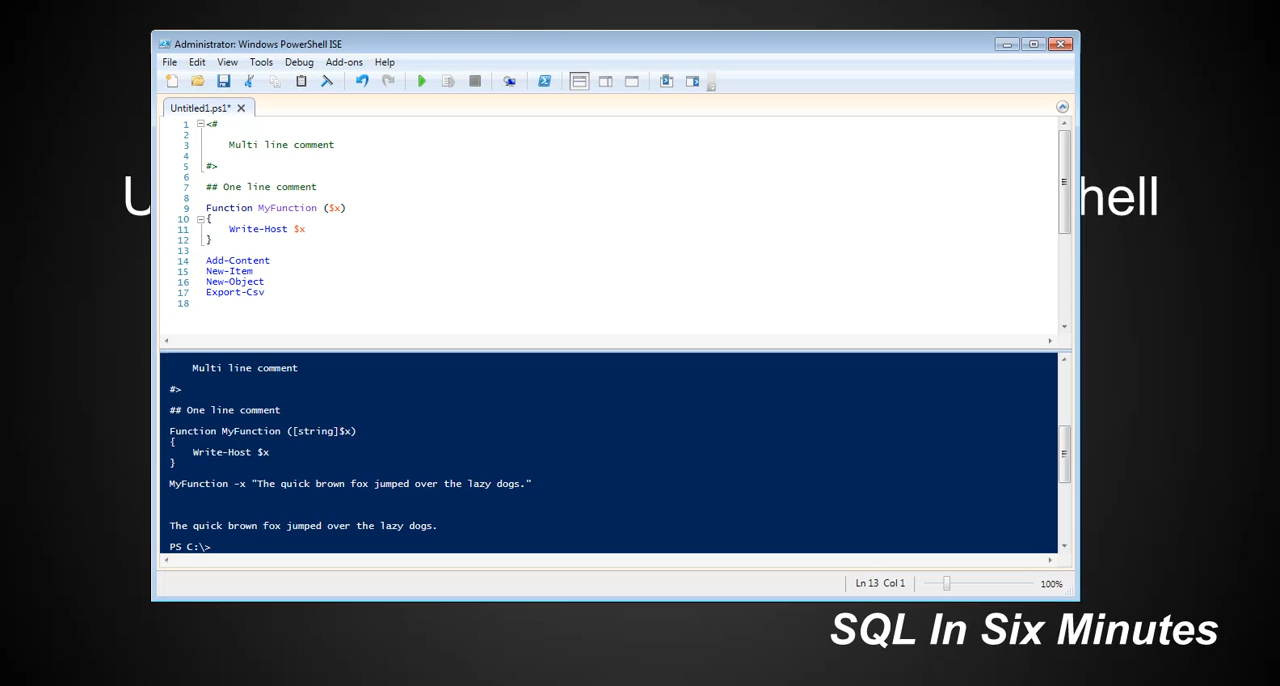 Administrator: Windows PowerShell ISE
File Edit View Tools Debug Add-ons Help
Untitled1.ps1*
1 <#
2
3 Multi line comment
4
5 #>
6
7 ## One line comment
8
9 Function MyFunction ($x)
10 {
11 Write-Host $x
12 }
13
14 Add-Content
15 New-Item
16 New-Object
17 Export-Csv
18
U hell
Multi line comment
#>
## One line comment
Function MyFunction ([string]$x)
{
Write-Host $x
}
MyFunction -x "The quick brown fox jumped over the lazy dogs."
The quick brown fox jumped over the lazy dogs.
PS C:\>
Ln 13 Col 1 100%
SQL In Six Minutes